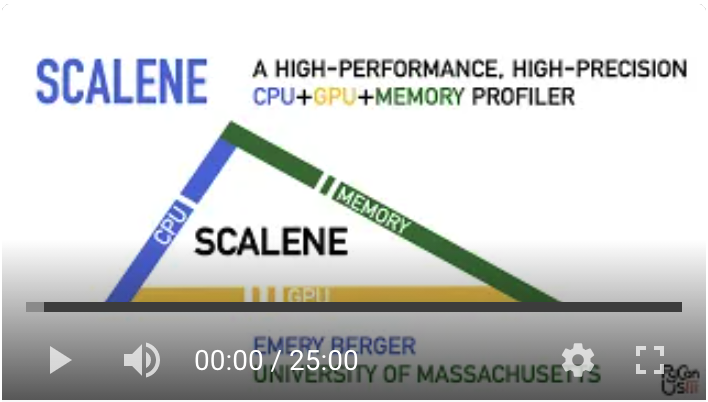 SCALENE
A HIGH-PERFORMANCE, HIGH-PRECISION
CPU+GPU+MEMORY PROFILER
CPU
MEMORY
SCALENE
GPU
EMERY BERGER
00:00 / 25:00
UNIVERSITY OF MASSACHUSETTS